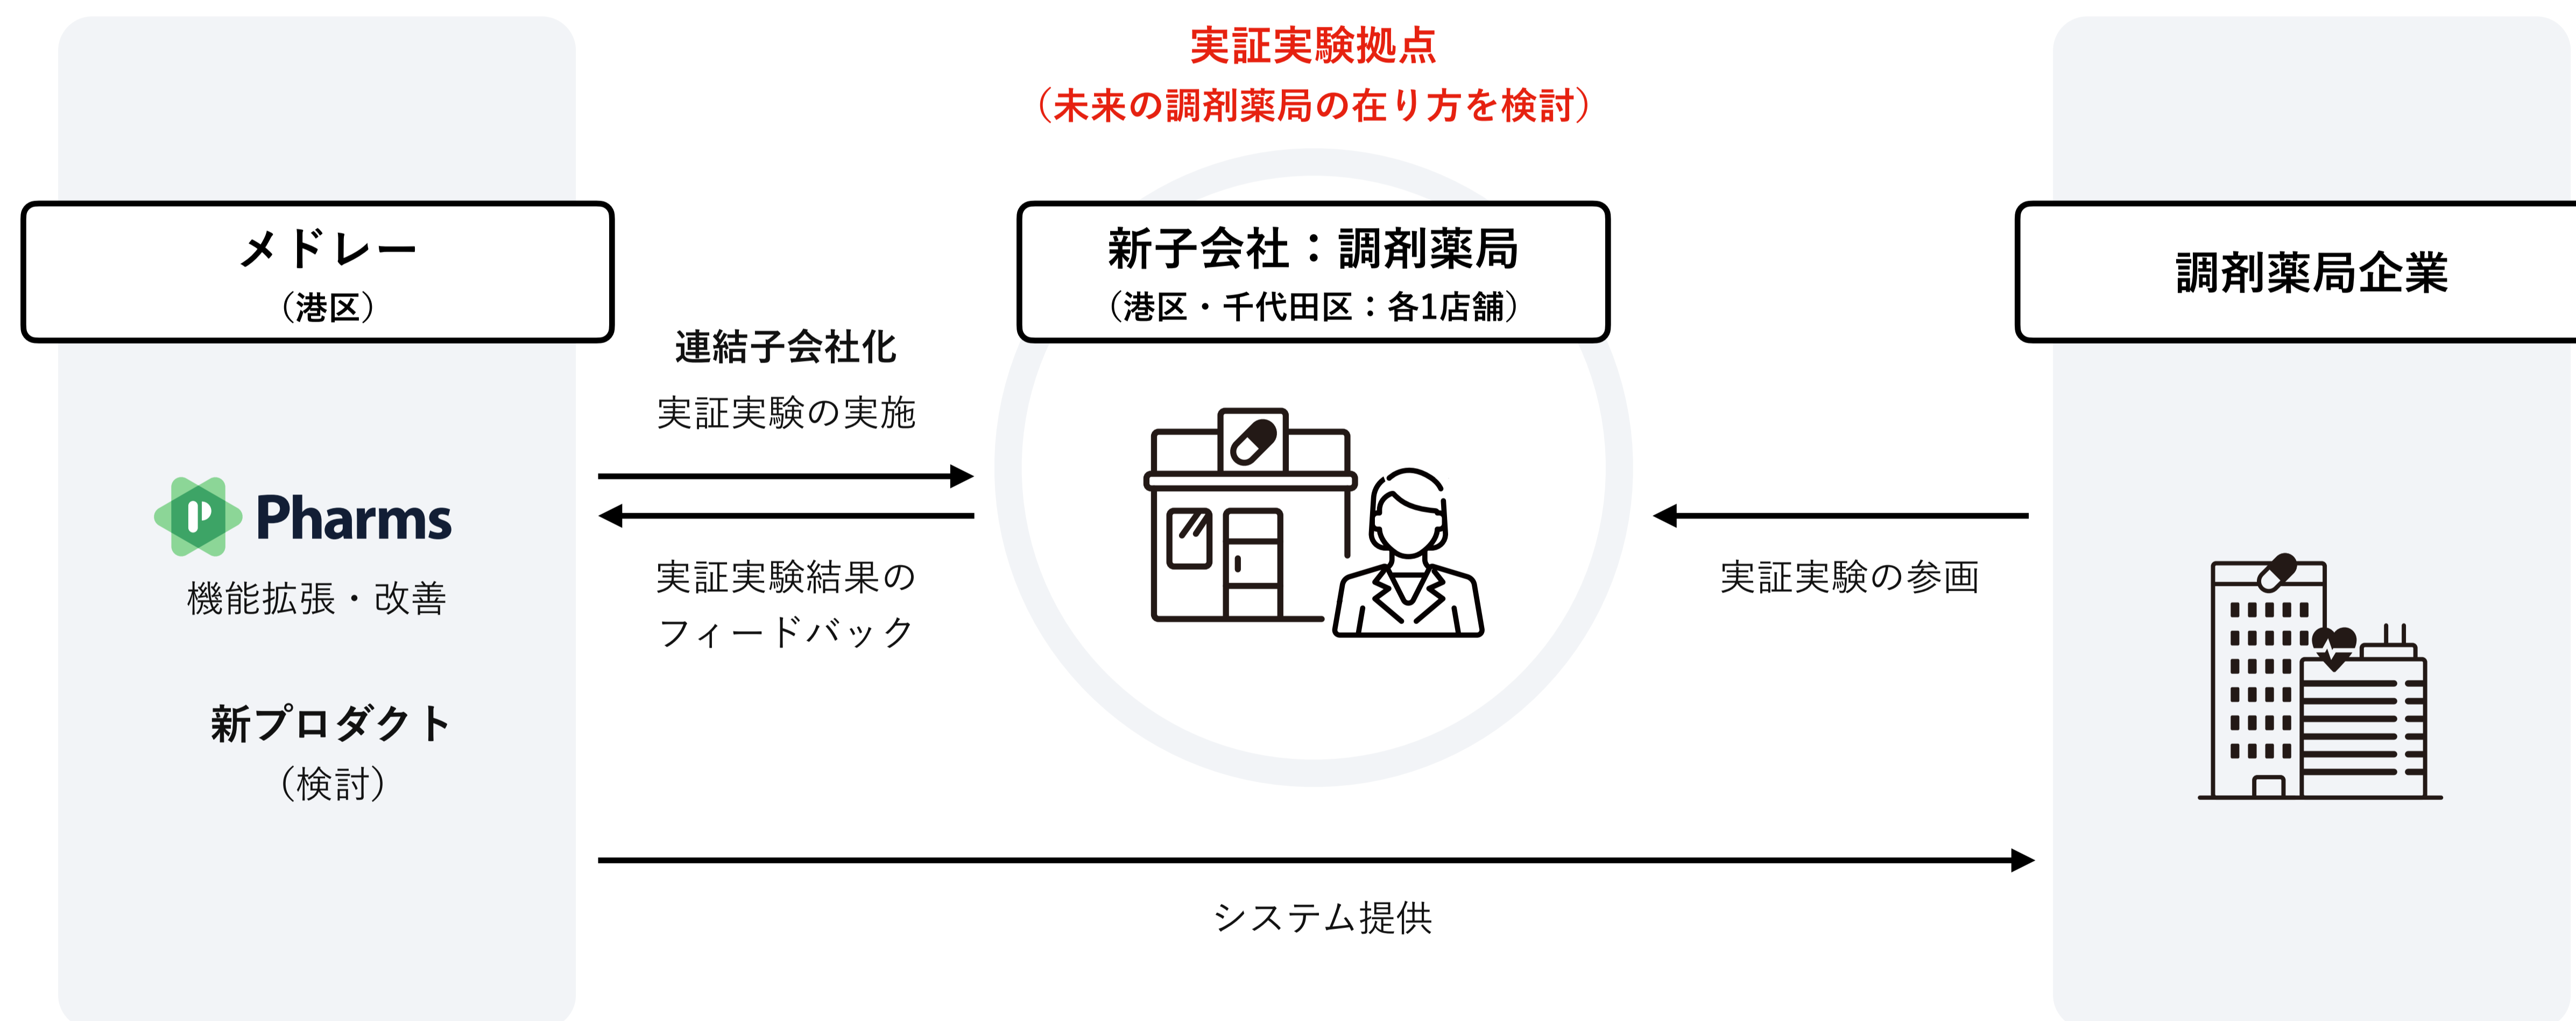 実証実験拠点
（未来の調剤薬局の在り方を検討）
メドレー
（港区）
新子会社：調剤薬局
（港区・千代田区：各1店舗）
調剤薬局企業
連結子会社化
実証実験の実施
Pharms
機能拡張・改善
実証実験結果の
フィードバック
実証実験の参画
新プロダクト
（検討）
システム提供